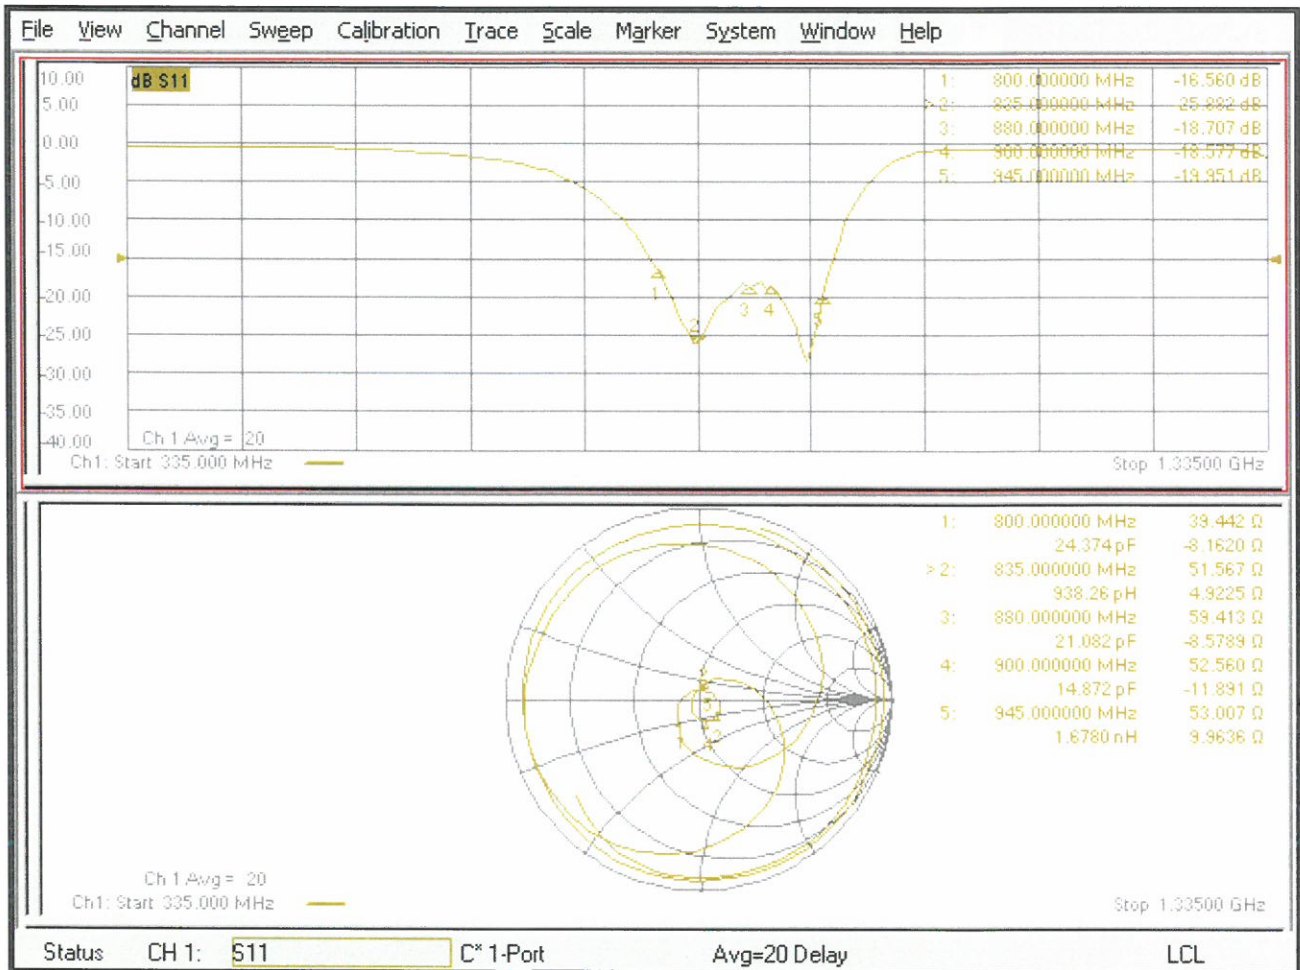 File View Channel Sweep Calibration Trace Scale Marker System Window Help
10.00
5.00
0.00
-5.00
-10.00
-15.00
-20.00
-25.00
-30.00
-35.00
-40.00
dB S11
1: 800.000000 MHz -16.560 dB
> 2: 835.000000 MHz -25.882 dB
3: 880.000000 MHz -18.707 dB
4: 900.000000 MHz -18.577 dB
5: 945.000000 MHz -19.951 dB
1
2
3
4
5
Ch 1 Avg = 20
Ch1: Start 335.000 MHz
Stop 1.33500 GHz
1: 800.000000 MHz 39.442 Ω
24.374 pF -8.1620 Ω
> 2: 835.000000 MHz 51.567 Ω
938.26 pH 4.9225 Ω
3: 880.000000 MHz 59.413 Ω
21.082 pF -8.5789 Ω
4: 900.000000 MHz 52.560 Ω
14.872 pF -11.891 Ω
5: 945.000000 MHz 53.007 Ω
1.6780 nH 9.9636 Ω
Ch 1 Avg = 20
Ch1: Start 335.000 MHz
Stop 1.33500 GHz
Status CH 1: S11 C* 1-Port Avg=20 Delay LCL